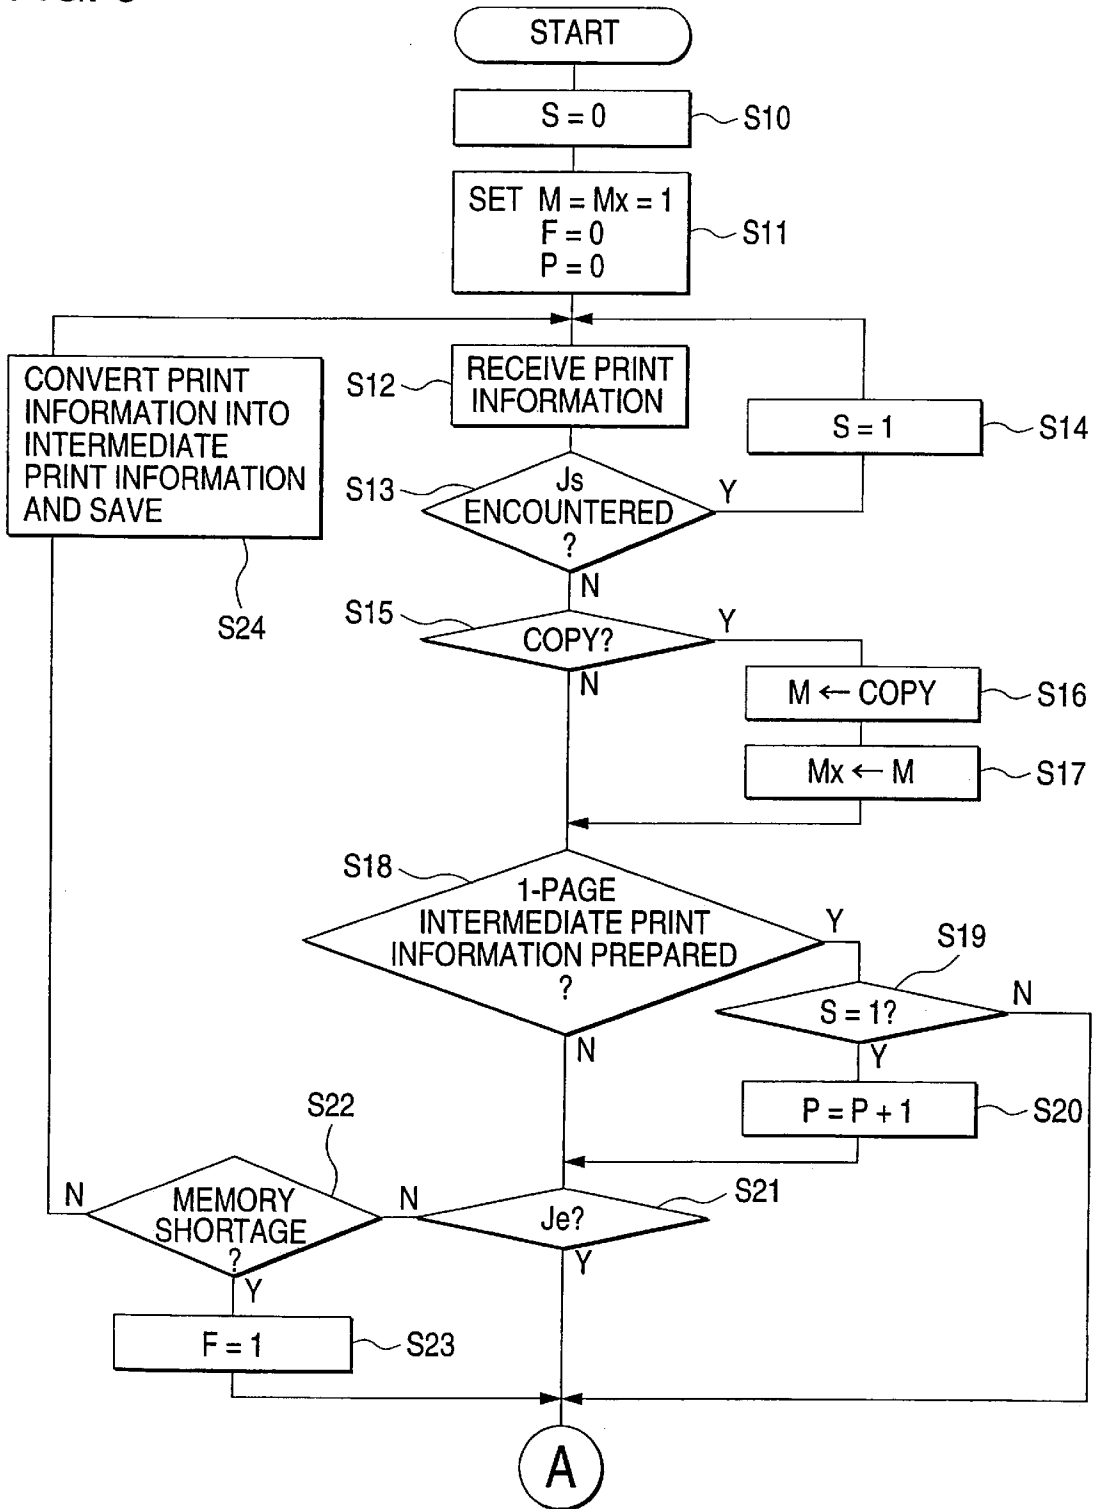 START
S = 0
S10
SET M = Mx = 1
F = 0
P = 0
S11
RECEIVE PRINT
INFORMATION
S12
CONVERT PRINT
INFORMATION INTO
INTERMEDIATE
PRINT INFORMATION
AND SAVE
S24
S = 1
S14
S13
Js
ENCOUNTERED
?
Y
N
S15
COPY?
Y
N
M ← COPY
S16
Mx ← M
S17
S18
1-PAGE
INTERMEDIATE PRINT
INFORMATION PREPARED
?
Y
N
S19
S = 1?
N
Y
P = P + 1
S20
S21
Je?
N
Y
S22
MEMORY
SHORTAGE
?
N
Y
F = 1
S23
A